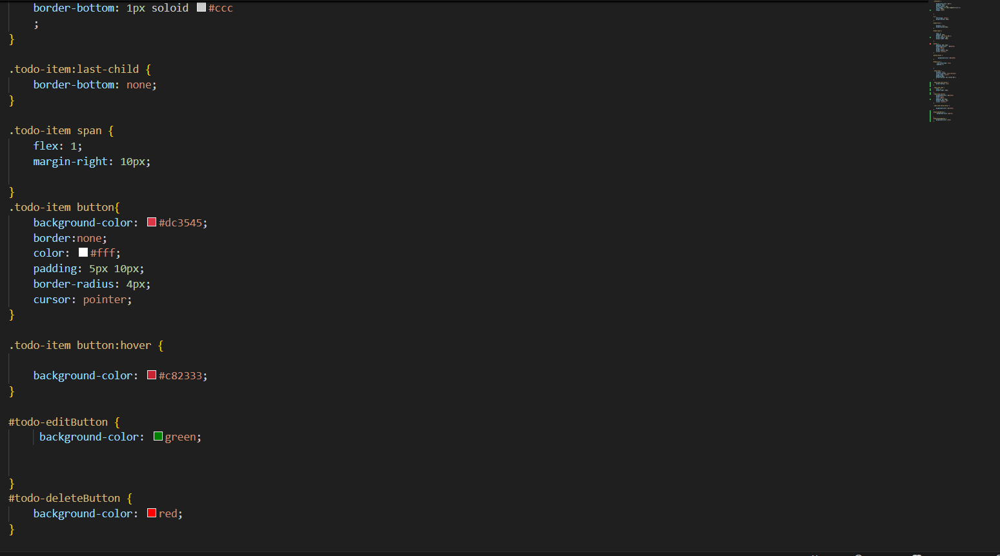 border-bottom: 1px soloid #ccc
;
}
.todo-item:last-child {
border-bottom: none;
}
.todo-item span {
flex: 1;
margin-right: 10px;
}
.todo-item button{
background-color: #dc3545;
border:none;
color: #fff;
padding: 5px 10px;
border-radius: 4px;
cursor: pointer;
}
.todo-item button:hover {
background-color: #c82333;
}
#todo-editButton {
background-color: green;
}
#todo-deleteButton {
background-color: red;
}